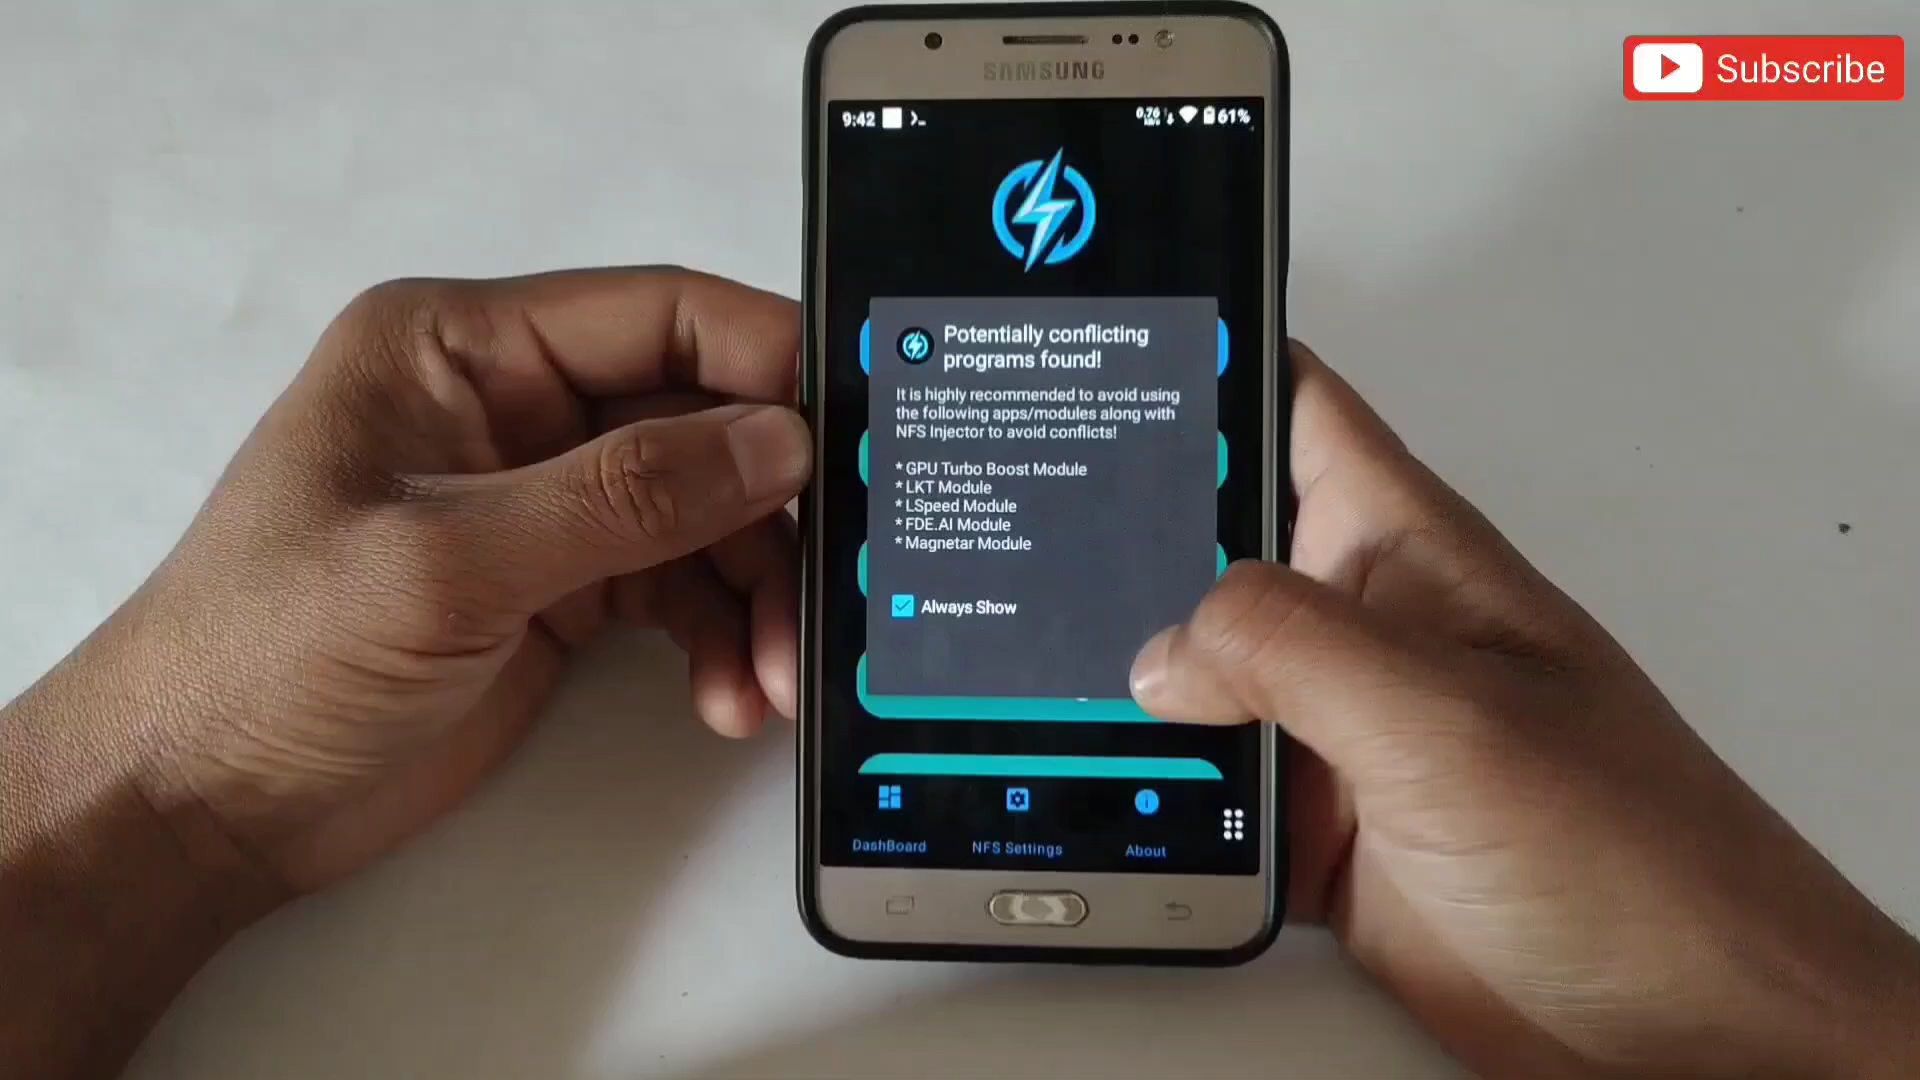 Subscribe
SAMSUNG
9:42
61%
Potentially conflicting
programs found!
It is highly recommended to avoid using
the following apps/modules along with
NFS Injector to avoid conflicts!
* GPU Turbo Boost Module
* LKT Module
* LSpeed Module
* FDE.AI Module
* Magnetar Module
Always Show
DashBoard
NFS Settings
About